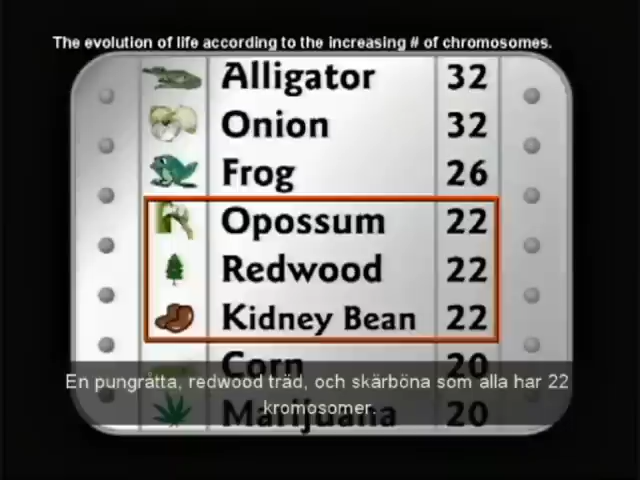 The evolution of life according to the increasing # of chromosomes.
Alligator 32
Onion 32
Frog 26
Opossum 22
Redwood 22
Kidney Bean 22
Corn 20
En pungråtta, redwood träd, och skärböna som alla har 22
kromosomer.
Marijuana 20